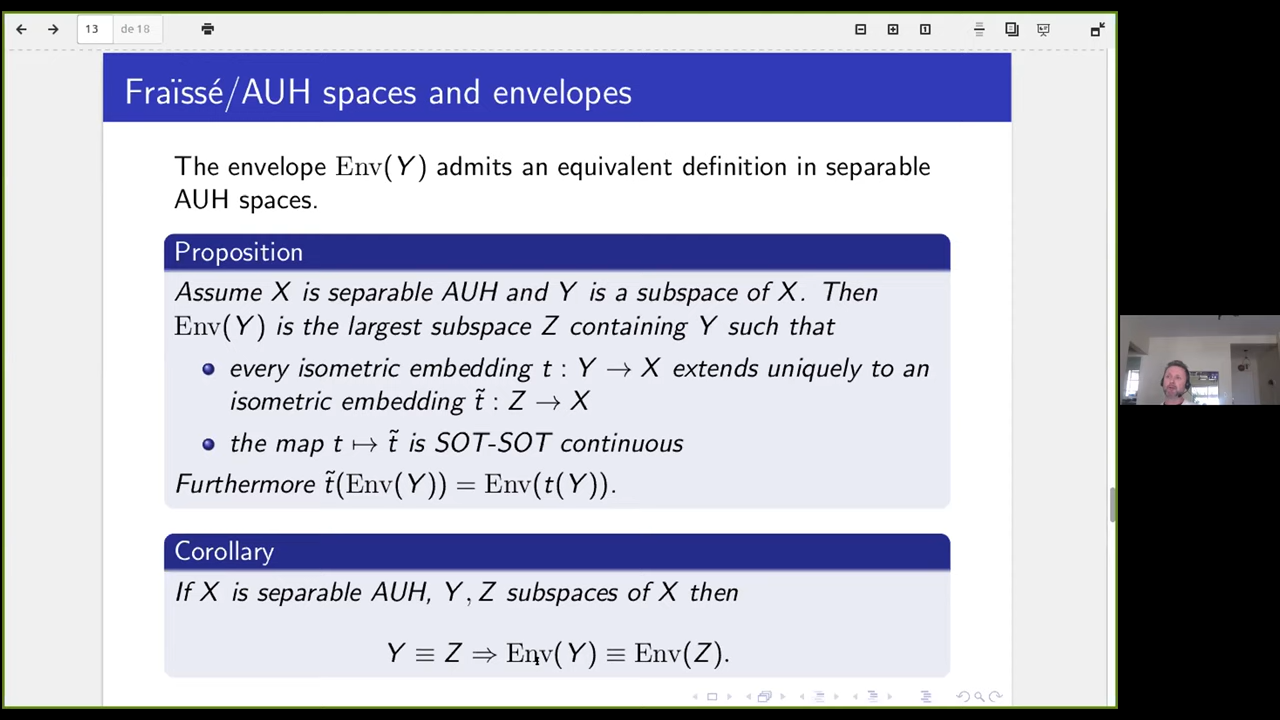 13 de 18
Fraïssé/AUH spaces and envelopes
The envelope Env(Y) admits an equivalent definition in separable
AUH spaces.
Proposition
Assume X is separable AUH and Y is a subspace of X. Then
Env(Y) is the largest subspace Z containing Y such that
every isometric embedding t : Y → X extends uniquely to an
isometric embedding t̃ : Z → X
the map t ↦ t̃ is SOT-SOT continuous
Furthermore t̃(Env(Y)) = Env(t(Y)).
Corollary
If X is separable AUH, Y, Z subspaces of X then
Y ≡ Z ⇒ Env(Y) ≡ Env(Z).